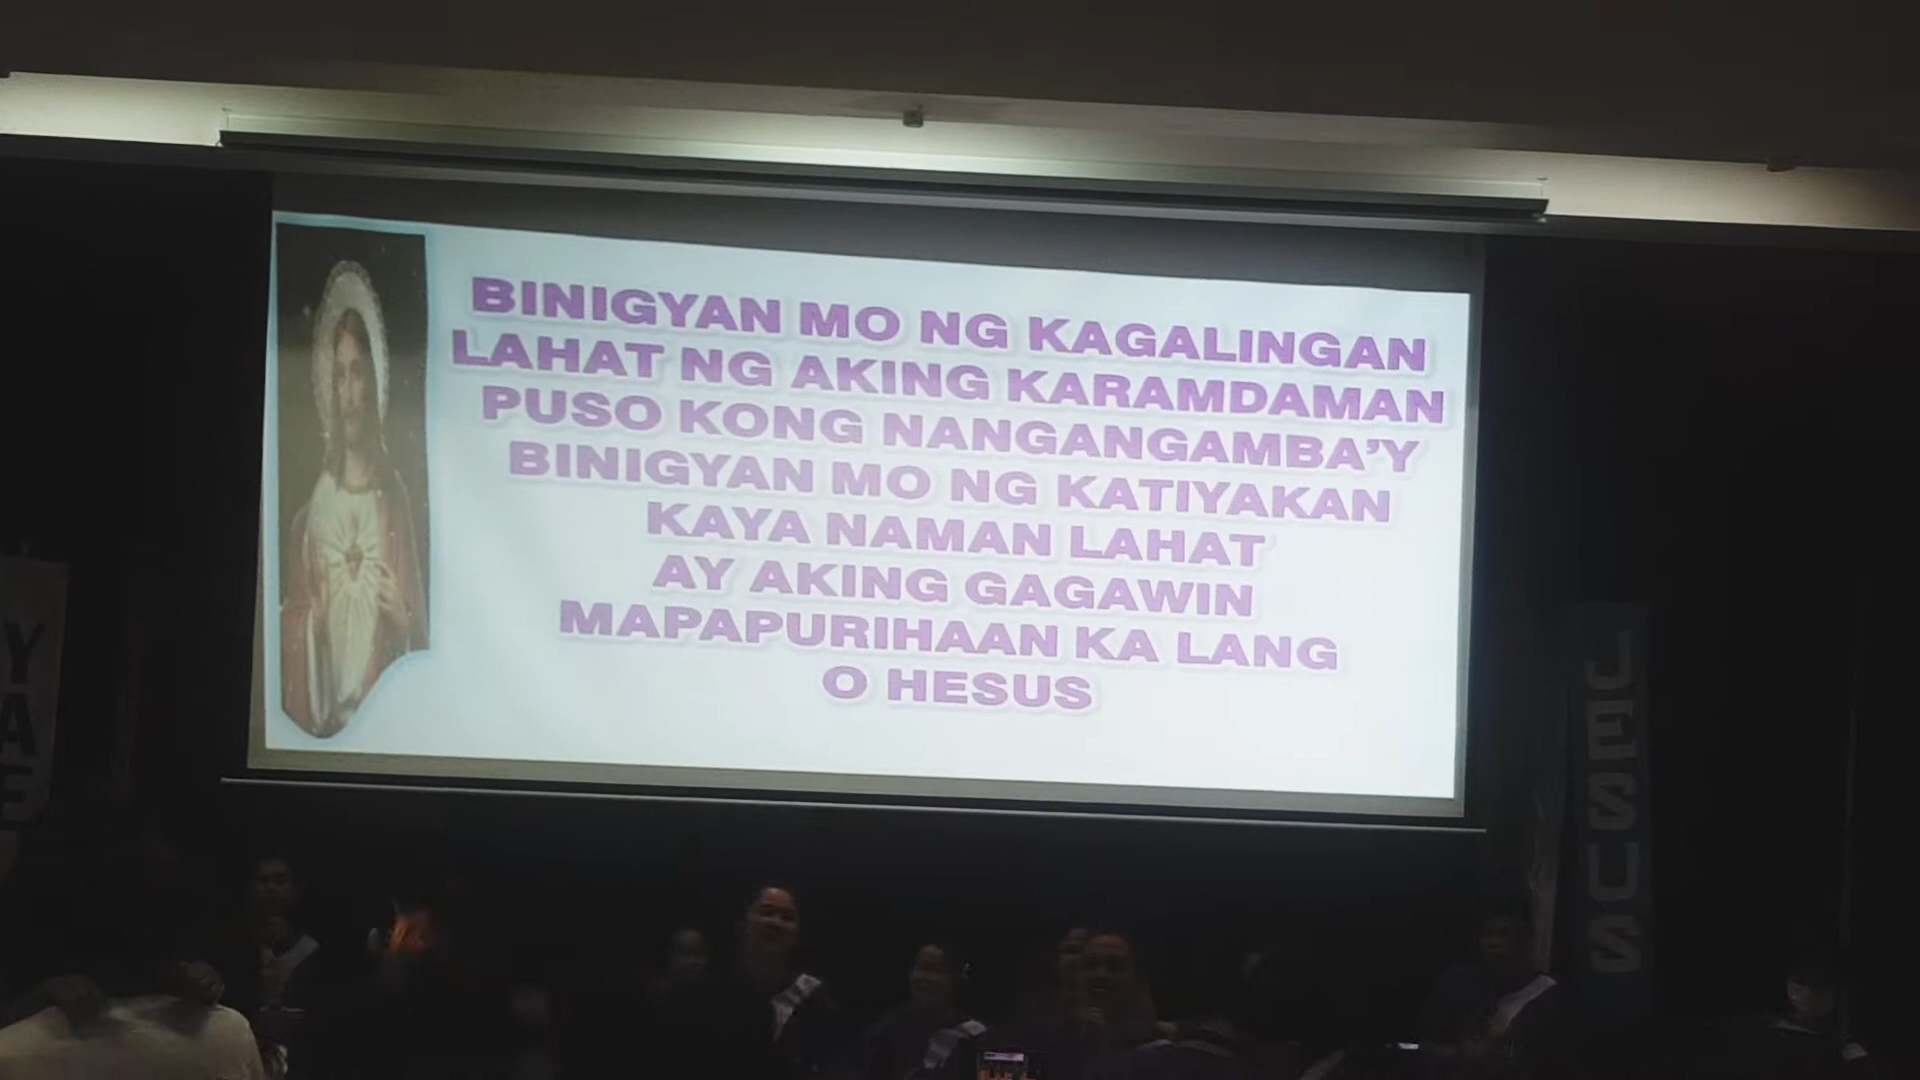 BINIGYAN MO NG KAGALINGAN
LAHAT NG AKING KARAMDAMAN
PUSO KONG NANGANGAMBA'Y
BINIGYAN MO NG KATIYAKAN
KAYA NAMAN LAHAT
AY AKING GAGAWIN
MAPAPURIHAAN KA LANG
O HESUS
JESUS